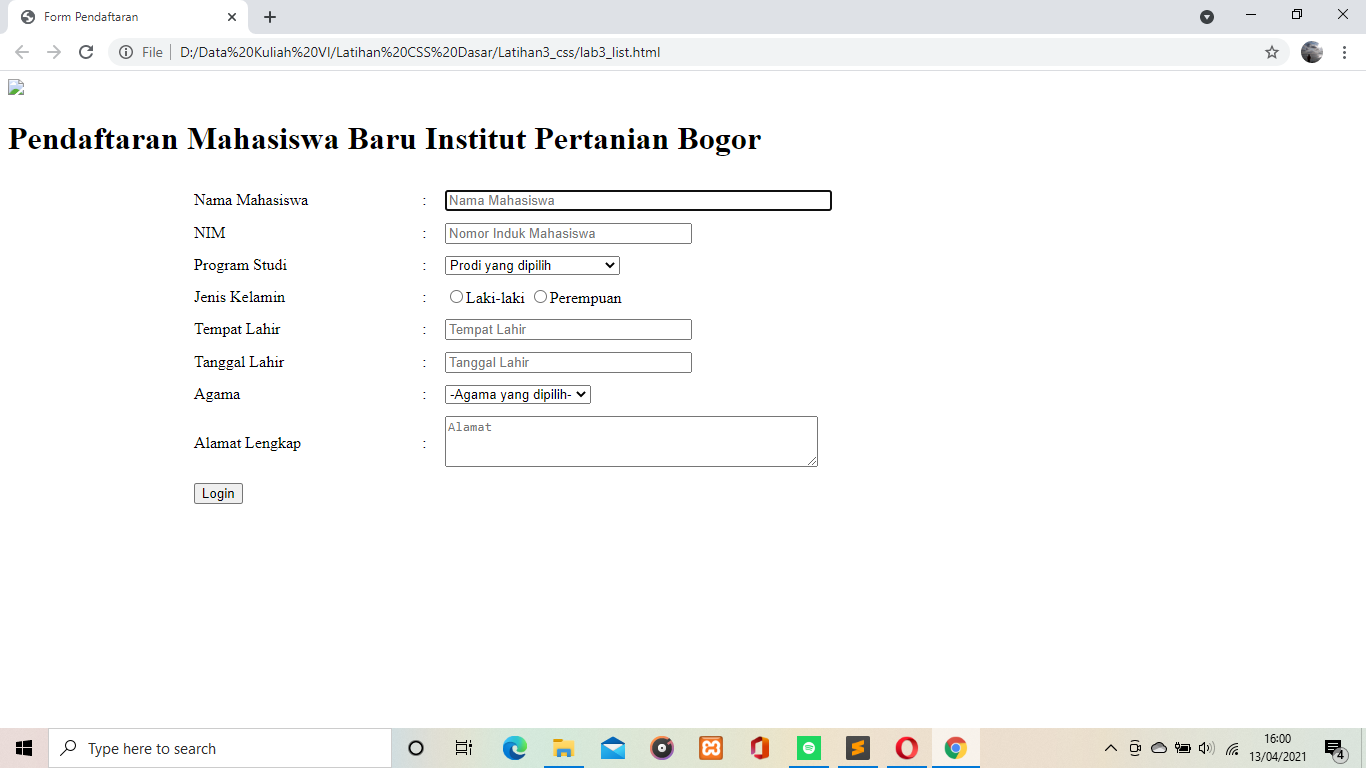 Form Pendaftaran
File D:/Data%20Kuliah%20VI/Latihan%20CSS%20Dasar/Latihan3_css/lab3_list.html
Pendaftaran Mahasiswa Baru Institut Pertanian Bogor
Nama Mahasiswa : Nama Mahasiswa
NIM : Nomor Induk Mahasiswa
Program Studi : Prodi yang dipilih
Jenis Kelamin : Laki-laki Perempuan
Tempat Lahir : Tempat Lahir
Tanggal Lahir : Tanggal Lahir
Agama : -Agama yang dipilih-
Alamat Lengkap : Alamat
Login
Type here to search
16:00
13/04/2021
4